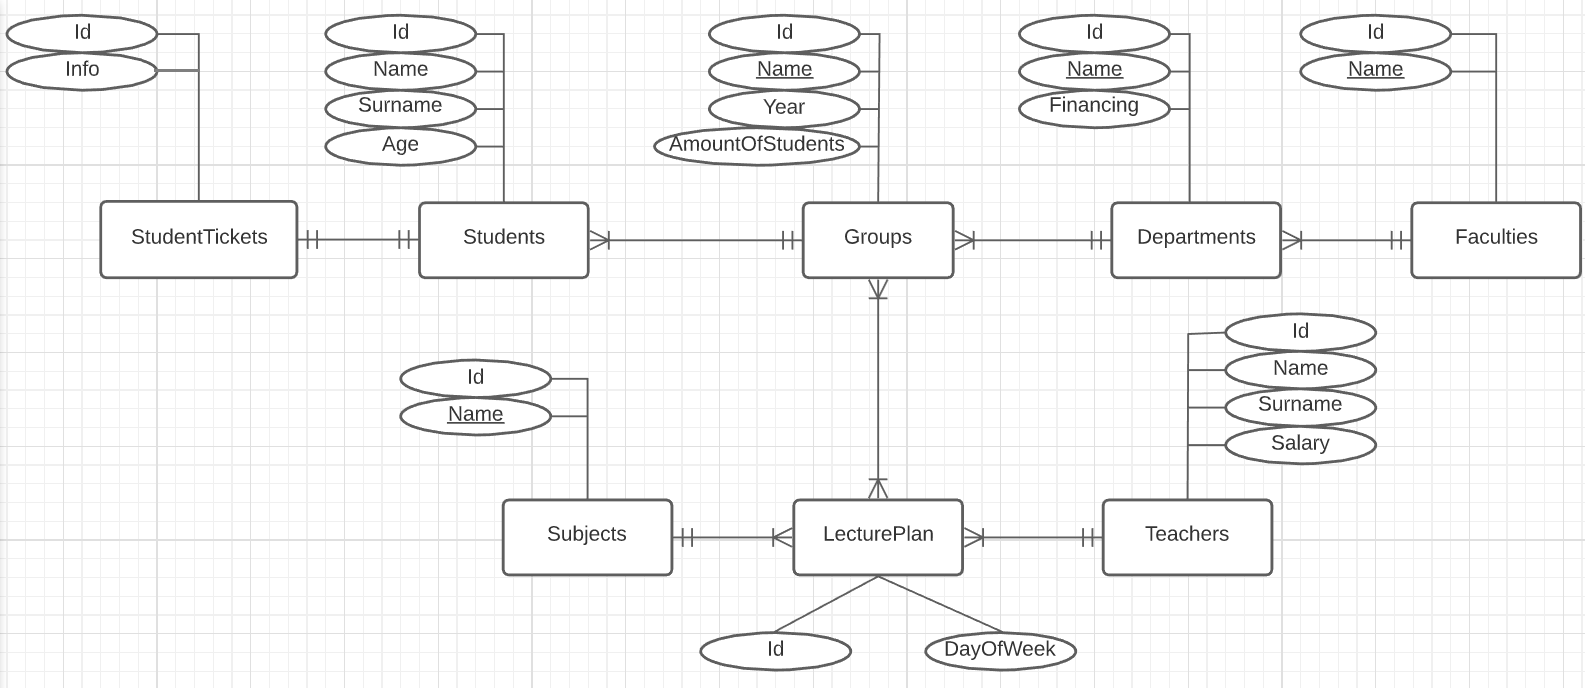 Id
Info
Id
Name
Surname
Age
Id
Name
Year
AmountOfStudents
Id
Name
Financing
Id
Name
StudentTickets
Students
Groups
Departments
Faculties
Id
Name
Id
Name
Surname
Salary
Subjects
LecturePlan
Teachers
Id
DayOfWeek